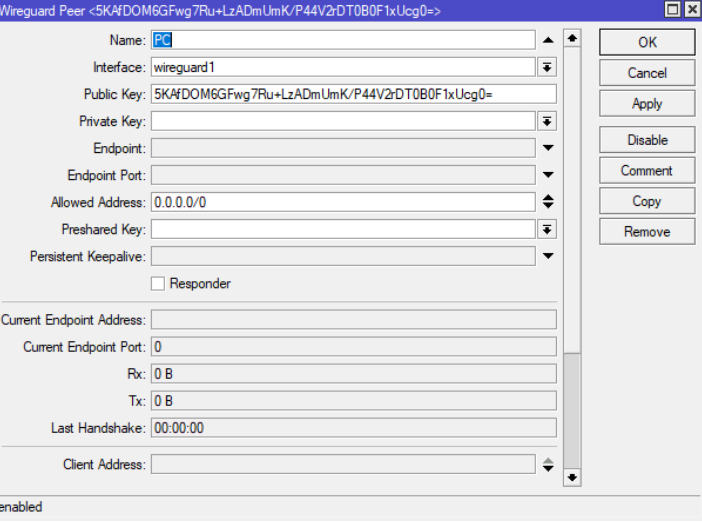 Wireguard Peer <5KAfDOM6GFwg7Ru+LzADmUmK/P44V2rDT0B0F1xUcg0=>
Name: PC
Interface: wireguard1
Public Key: 5KAfDOM6GFwg7Ru+LzADmUmK/P44V2rDT0B0F1xUcg0=
Private Key:
Endpoint:
Endpoint Port:
Allowed Address: 0.0.0.0/0
Preshared Key:
Persistent Keepalive:
Responder
Current Endpoint Address:
Current Endpoint Port: 0
Rx: 0 B
Tx: 0 B
Last Handshake: 00:00:00
Client Address:
OK
Cancel
Apply
Disable
Comment
Copy
Remove
enabled